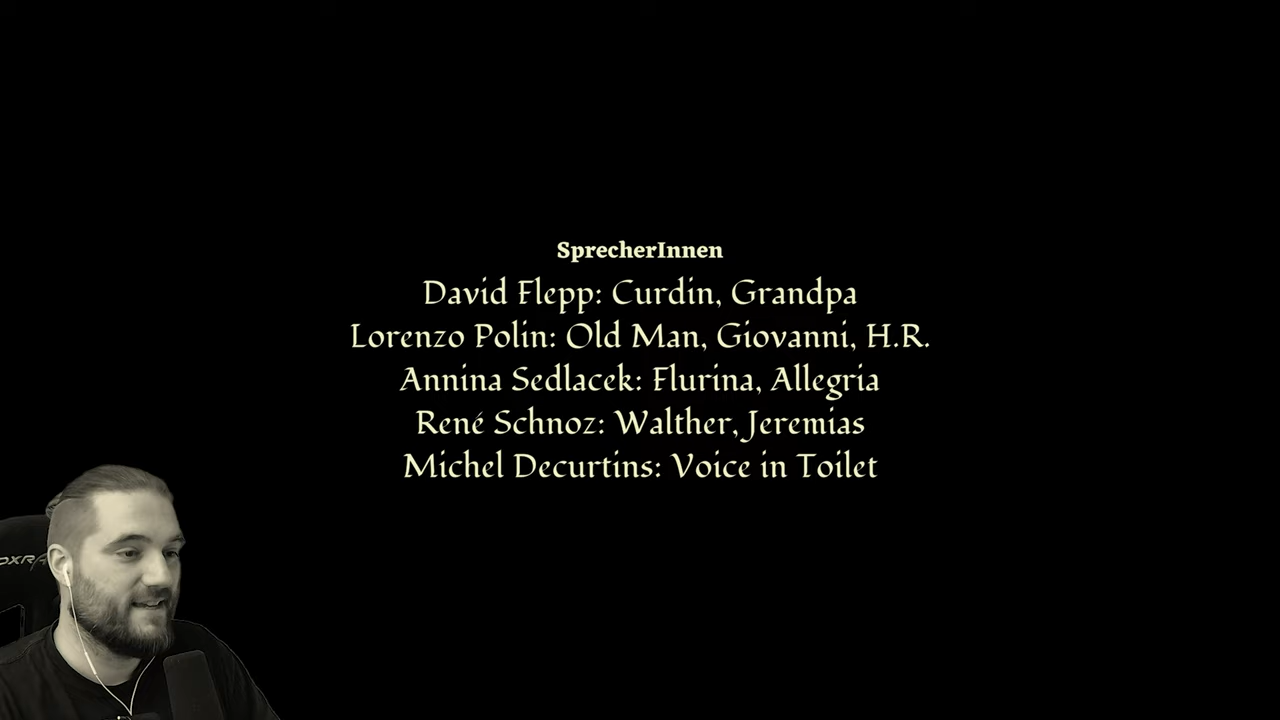 SprecherInnen
David Flepp: Curdin, Grandpa
Lorenzo Polin: Old Man, Giovanni, H.R.
Annina Sedlacek: Flurina, Allegria
René Schnoz: Walther, Jeremias
Michel Decurtins: Voice in Toilet